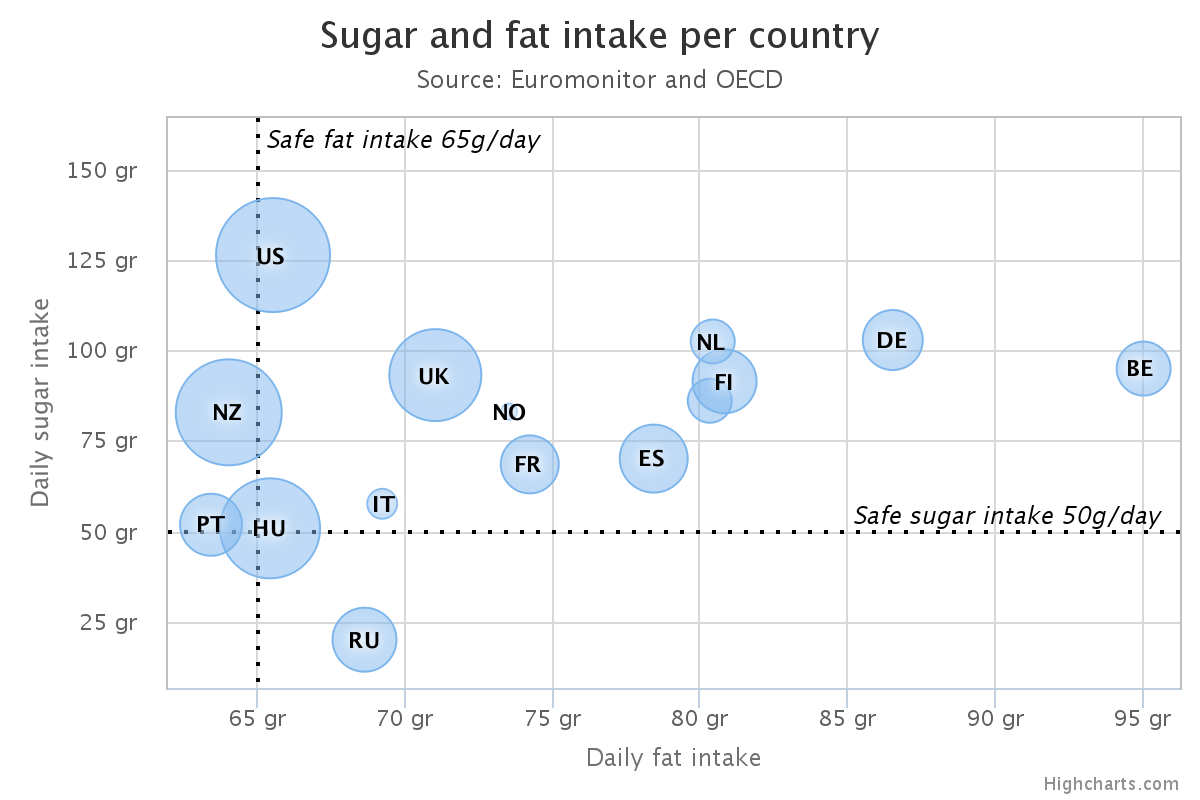 Sugar and fat intake per country
Source: Euromonitor and OECD
Safe fat intake 65g/day
150 gr
125 gr
100 gr
75 gr
50 gr
25 gr
Daily sugar intake
US
NL
DE
BE
UK
FI
NZ
NO
ES
FR
IT
PT
HU
RU
Safe sugar intake 50g/day
65 gr
70 gr
75 gr
80 gr
85 gr
90 gr
95 gr
Daily fat intake
Highcharts.com